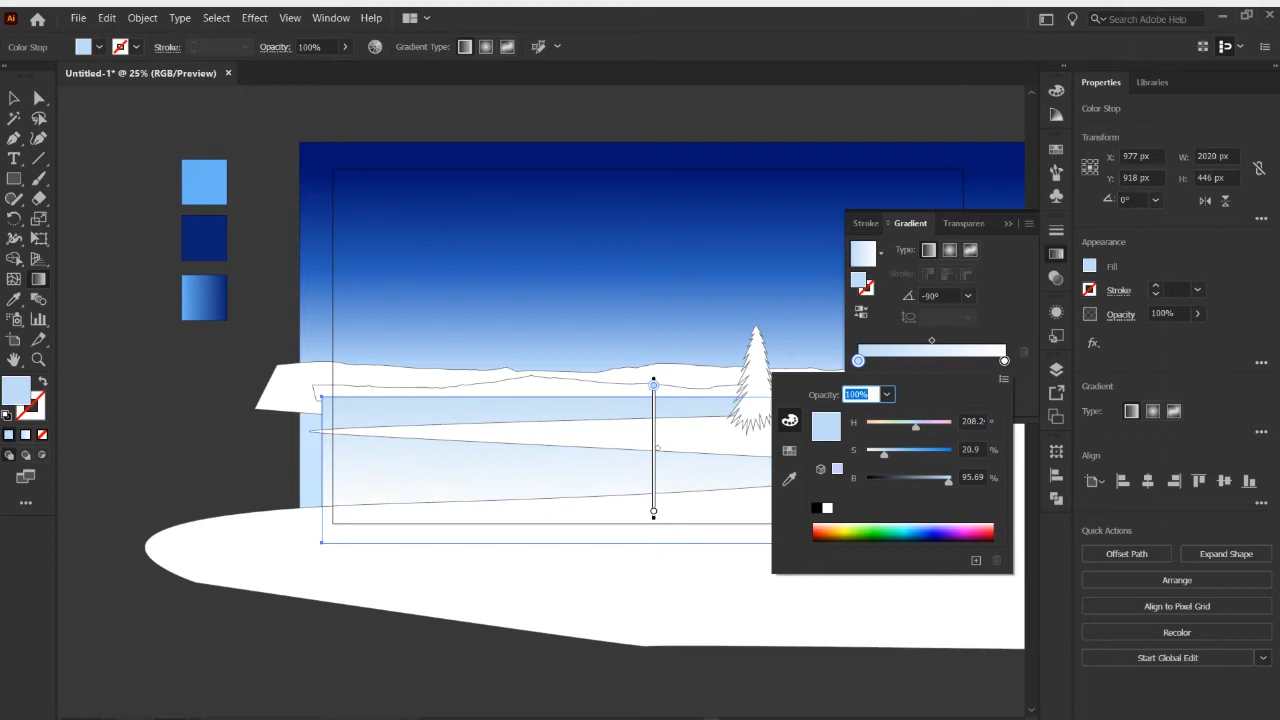 Ai File Edit Object Type Select Effect View Window Help Search Adobe Help
Color Stop Stroke: Opacity: 100% Gradient Type:
Untitled-1* @ 25% (RGB/Preview) ×
Properties Libraries
Color Stop
Transform
X: 977 px W: 2020 px
Y: 918 px H: 446 px
0°
Appearance
Fill
Stroke
Opacity 100%
fx.
Gradient
Type:
Align
Quick Actions
Offset Path Expand Shape
Arrange
Align to Pixel Grid
Recolor
Start Global Edit
Stroke Gradient Transparen
Type:
Stroke:
-90°
Opacity: 100%
H 208.2 °
S 20.9 %
B 95.69 %